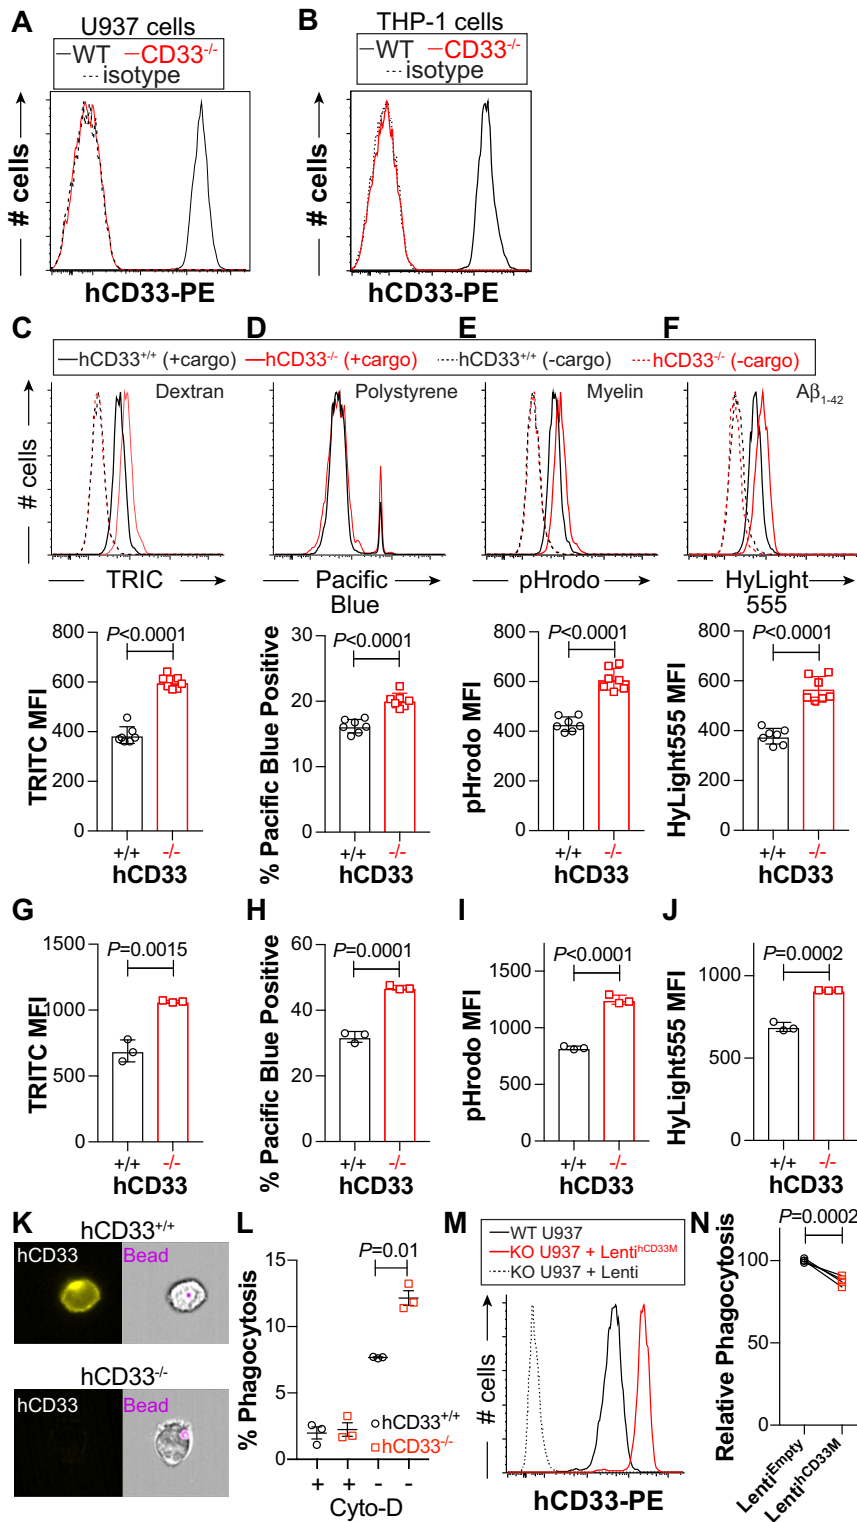 A
U937 cells
WT CD33-/-
isotype
# cells
hCD33-PE
B
THP-1 cells
WT CD33-/-
isotype
# cells
hCD33-PE
C D E F
hCD33+/+ (+cargo) hCD33-/- (+cargo) hCD33+/+ (-cargo) hCD33-/- (-cargo)
# cells
Dextran
Polystyrene
Myelin
Aβ1-42
TRIC
Pacific
Blue
pHrodo
HyLight
555
TRITC MFI
800
600
400
200
0
P<0.0001
+/+ -/-
hCD33
% Pacific Blue Positive
30
20
10
0
P<0.0001
+/+ -/-
hCD33
pHrodo MFI
800
600
400
200
0
P<0.0001
+/+ -/-
hCD33
HyLight555 MFI
800
600
400
200
0
P<0.0001
+/+ -/-
hCD33
G
TRITC MFI
1500
1000
500
0
P=0.0015
+/+ -/-
hCD33
H
% Pacific Blue Positive
60
40
20
0
P=0.0001
+/+ -/-
hCD33
I
pHrodo MFI
1500
1000
500
0
P<0.0001
+/+ -/-
hCD33
J
HyLight555 MFI
1000
500
0
P=0.0002
+/+ -/-
hCD33
K
hCD33+/+
hCD33 Bead
hCD33-/-
hCD33 Bead
L
% Phagocytosis
15
10
5
0
P=0.01
hCD33+/+
hCD33-/-
+ + - -
Cyto-D
M
WT U937
KO U937 + LentihCD33M
KO U937 + Lenti
# cells
hCD33-PE
N
Relative Phagocytosis
P=0.0002
100
50
0
LentiEmpty
LentihCD33M